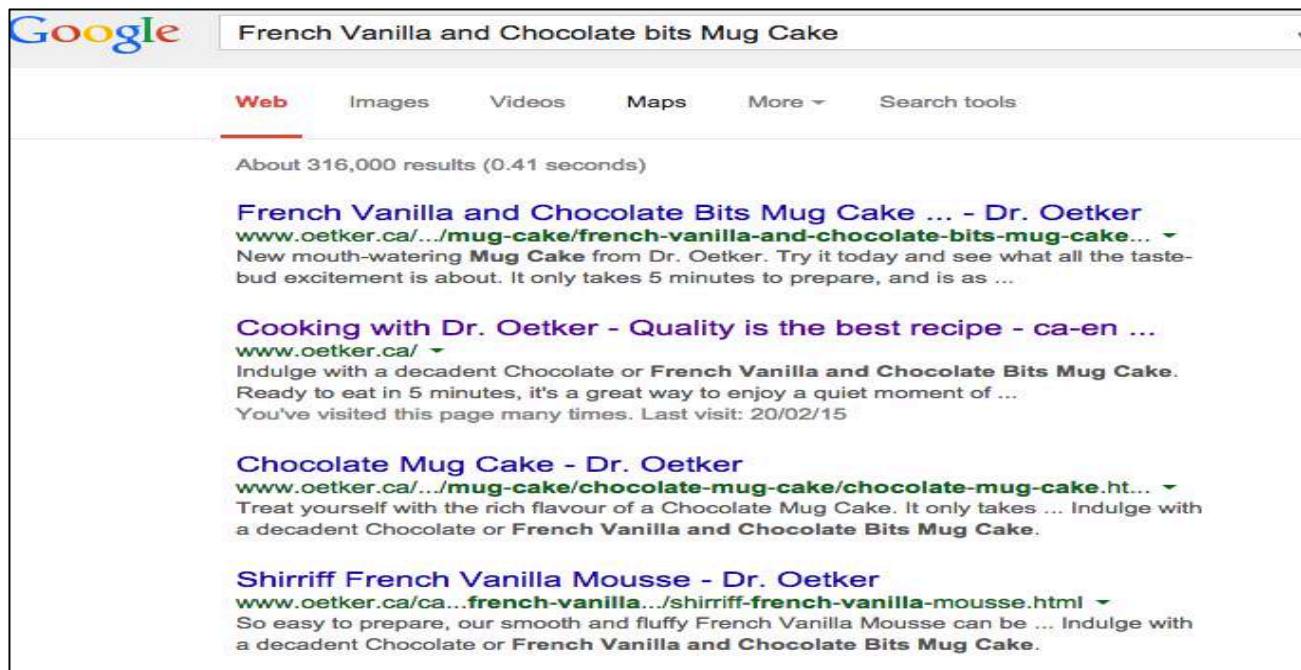 Google French Vanilla and Chocolate bits Mug Cake
Web Images Videos Maps More Search tools
About 316,000 results (0.41 seconds)
French Vanilla and Chocolate Bits Mug Cake ... - Dr. Oetker
www.oetker.ca/.../mug-cake/french-vanilla-and-chocolate-bits-mug-cake...
New mouth-watering Mug Cake from Dr. Oetker. Try it today and see what all the taste-
bud excitement is about. It only takes 5 minutes to prepare, and is as ...
Cooking with Dr. Oetker - Quality is the best recipe - ca-en ...
www.oetker.ca/
Indulge with a decadent Chocolate or French Vanilla and Chocolate Bits Mug Cake.
Ready to eat in 5 minutes, it's a great way to enjoy a quiet moment of ...
You've visited this page many times. Last visit: 20/02/15
Chocolate Mug Cake - Dr. Oetker
www.oetker.ca/.../mug-cake/chocolate-mug-cake/chocolate-mug-cake.ht...
Treat yourself with the rich flavour of a Chocolate Mug Cake. It only takes ... Indulge with
a decadent Chocolate or French Vanilla and Chocolate Bits Mug Cake.
Shirriff French Vanilla Mousse - Dr. Oetker
www.oetker.ca/ca...french-vanilla.../shirriff-french-vanilla-mousse.html
So easy to prepare, our smooth and fluffy French Vanilla Mousse can be ... Indulge with
a decadent Chocolate or French Vanilla and Chocolate Bits Mug Cake.